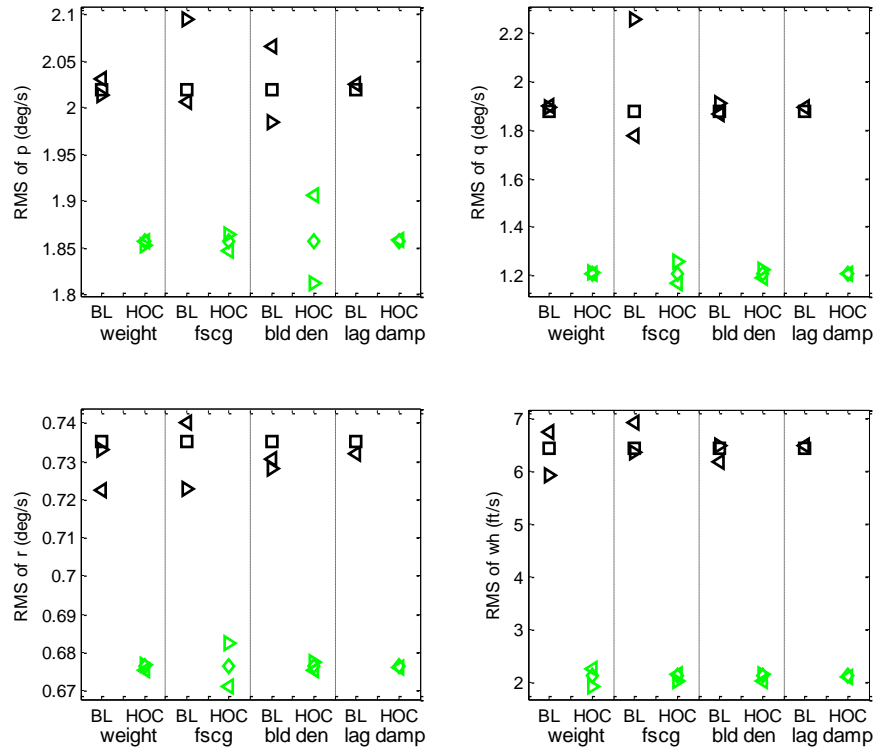 RMS of p (deg/s)
2.1
2.05
2
1.95
1.9
1.85
1.8
BL HOC BL HOC BL HOC BL HOC
weight fscg bld den lag damp
RMS of q (deg/s)
2.2
2
1.8
1.6
1.4
1.2
BL HOC BL HOC BL HOC BL HOC
weight fscg bld den lag damp
RMS of r (deg/s)
0.74
0.73
0.72
0.71
0.7
0.69
0.68
0.67
BL HOC BL HOC BL HOC BL HOC
weight fscg bld den lag damp
RMS of wh (ft/s)
7
6
5
4
3
2
BL HOC BL HOC BL HOC BL HOC
weight fscg bld den lag damp